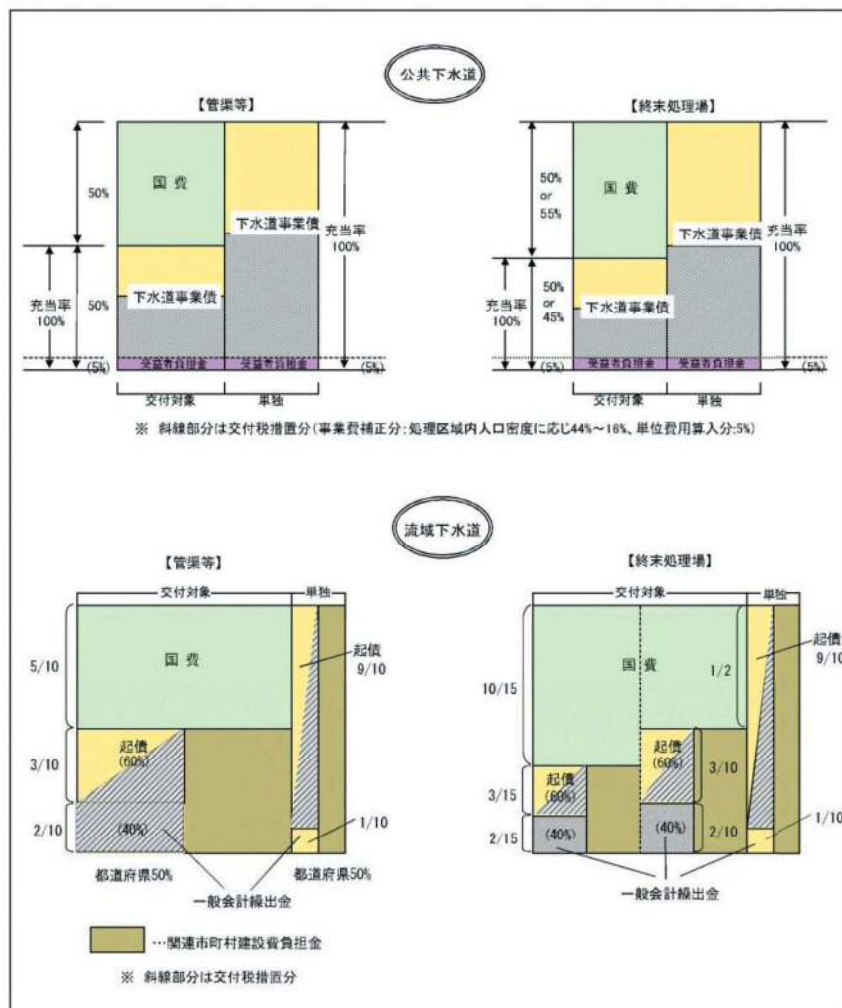 公共下水道
【管渠等】
50%
国 費
下水道事業債
充当率
100%
充当率
100%
50%
下水道事業債
(5%)
受益者負担金
受益者負担金
(5%)
交付対象
単独
【終末処理場】
50%
or
55%
国 費
下水道事業債
充当率
100%
充当率
100%
50%
or
45%
下水道事業債
(5%)
受益者負担金
受益者負担金
(5%)
交付対象
単独
※ 斜線部分は交付税措置分(事業費補正分:処理区域内人口密度に応じ44%～16%、単位費用算入分:5%)
流域下水道
【管渠等】
交付対象
単独
5/10
国 費
起債
9/10
3/10
起債
(60%)
2/10
(40%)
1/10
都道府県50%
都道府県50%
一般会計繰出金
【終末処理場】
交付対象
単独
10/15
国 費
1/2
起債
9/10
起債
(60%)
3/10
3/15
起債
(60%)
2/15
(40%)
(40%)
2/10
1/10
一般会計繰出金
…関連市町村建設費負担金
※ 斜線部分は交付税措置分